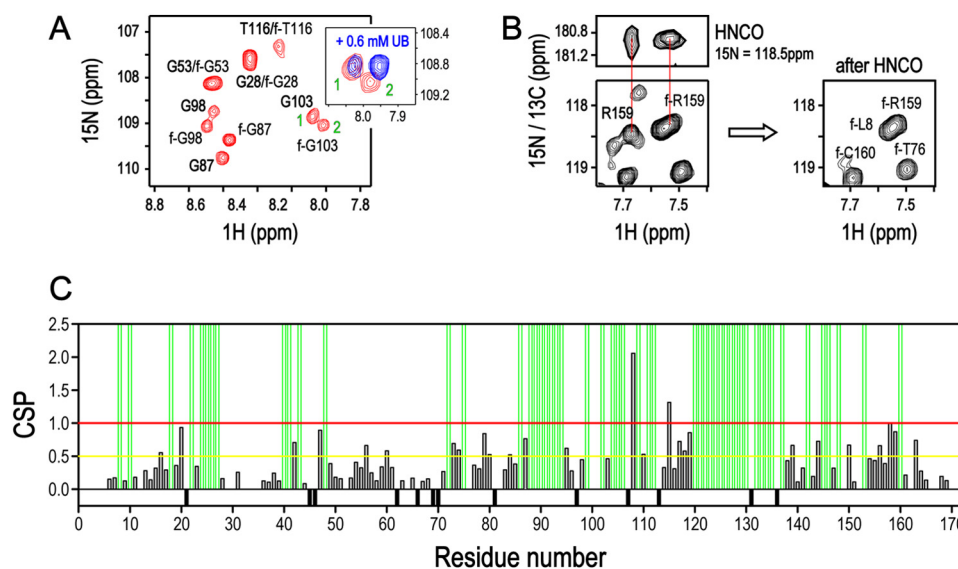 A
15N (ppm)
107
108
109
110
T116/f-T116
G53/f-G53
G28/f-G28
G98
f-G98
f-G87
G87
G103
1
2
f-G103
+ 0.6 mM UB
1
2
108.4
108.8
109.2
8.0
7.9
8.8
8.6
8.4
8.2
8.0
7.8
1H (ppm)
B
180.8
181.2
HNCO
15N = 118.5ppm
15N / 13C (ppm)
118
119
R159
f-R159
7.7
7.5
1H (ppm)
after HNCO
118
119
f-R159
f-L8
f-C160
f-T76
7.7
7.5
1H (ppm)
C
CSP
2.5
2.0
1.5
1.0
0.5
0.0
0 10 20 30 40 50 60 70 80 90 100 110 120 130 140 150 160 170
Residue number